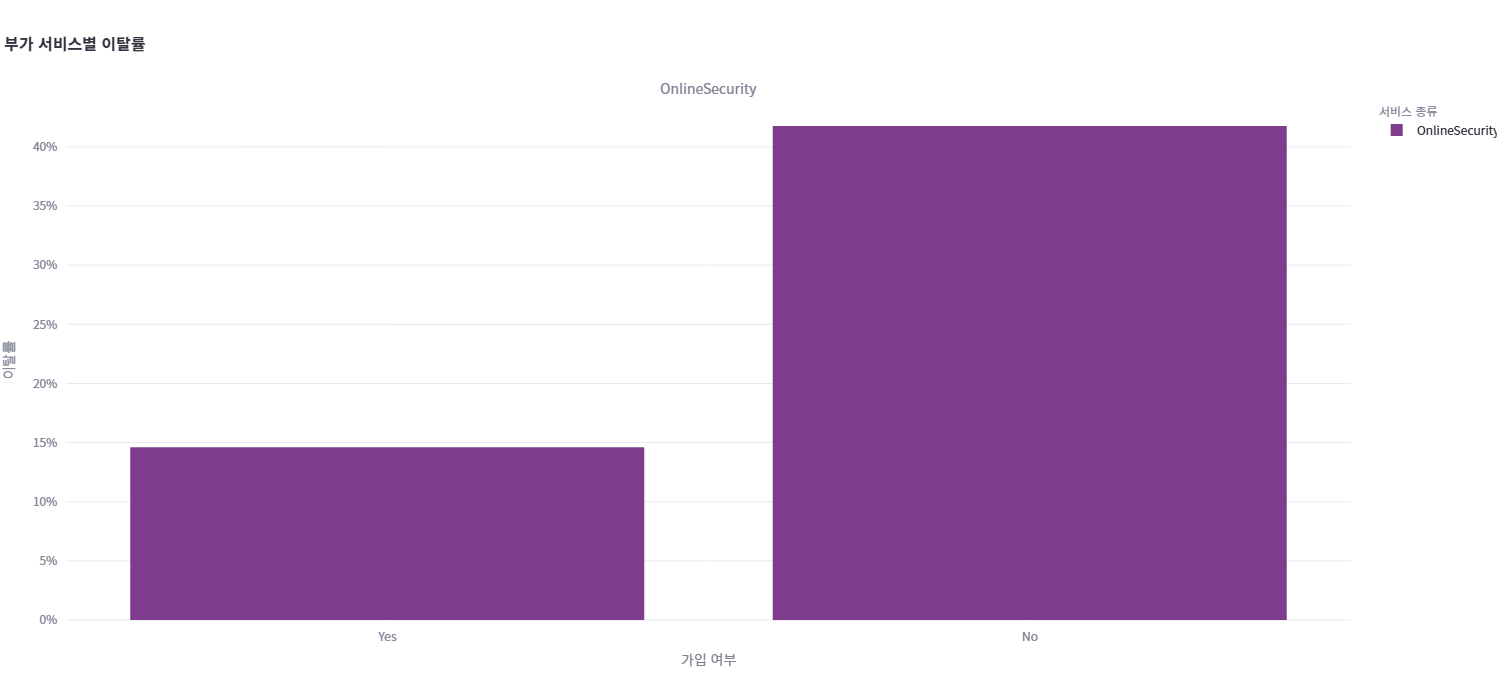 부가 서비스별 이탈률
OnlineSecurity
서비스 종류
OnlineSecurity
40%
35%
30%
25%
20%
15%
10%
5%
0%
이탈률
Yes
No
가입 여부